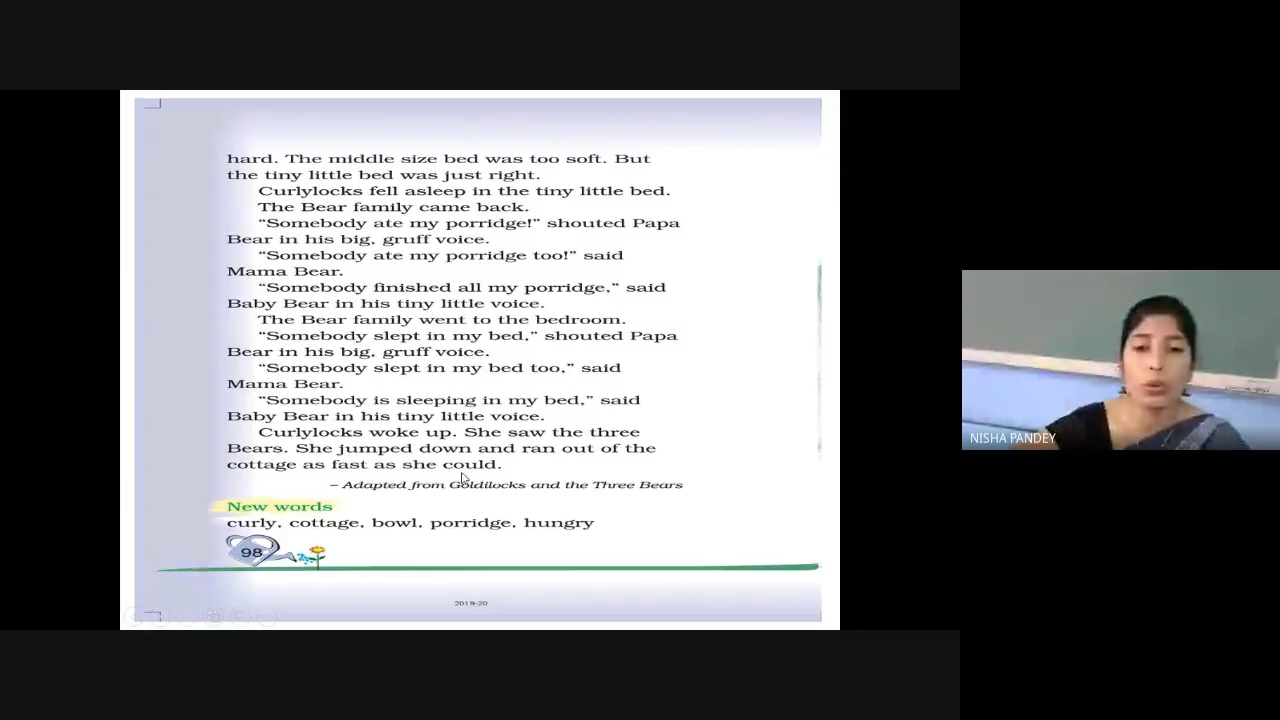 hard. The middle size bed was too soft. But
the tiny little bed was just right.
Curlylocks fell asleep in the tiny little bed.
The Bear family came back.
“Somebody ate my porridge!” shouted Papa
Bear in his big, gruff voice.
“Somebody ate my porridge too!” said
Mama Bear.
“Somebody finished all my porridge,” said
Baby Bear in his tiny little voice.
The Bear family went to the bedroom.
“Somebody slept in my bed,” shouted Papa
Bear in his big, gruff voice.
“Somebody slept in my bed too,” said
Mama Bear.
“Somebody is sleeping in my bed,” said
Baby Bear in his tiny little voice.
Curlylocks woke up. She saw the three
Bears. She jumped down and ran out of the
cottage as fast as she could.
– Adapted from Goldilocks and the Three Bears
New words
curly, cottage, bowl, porridge, hungry
98
2019-20
NISHA PANDEY